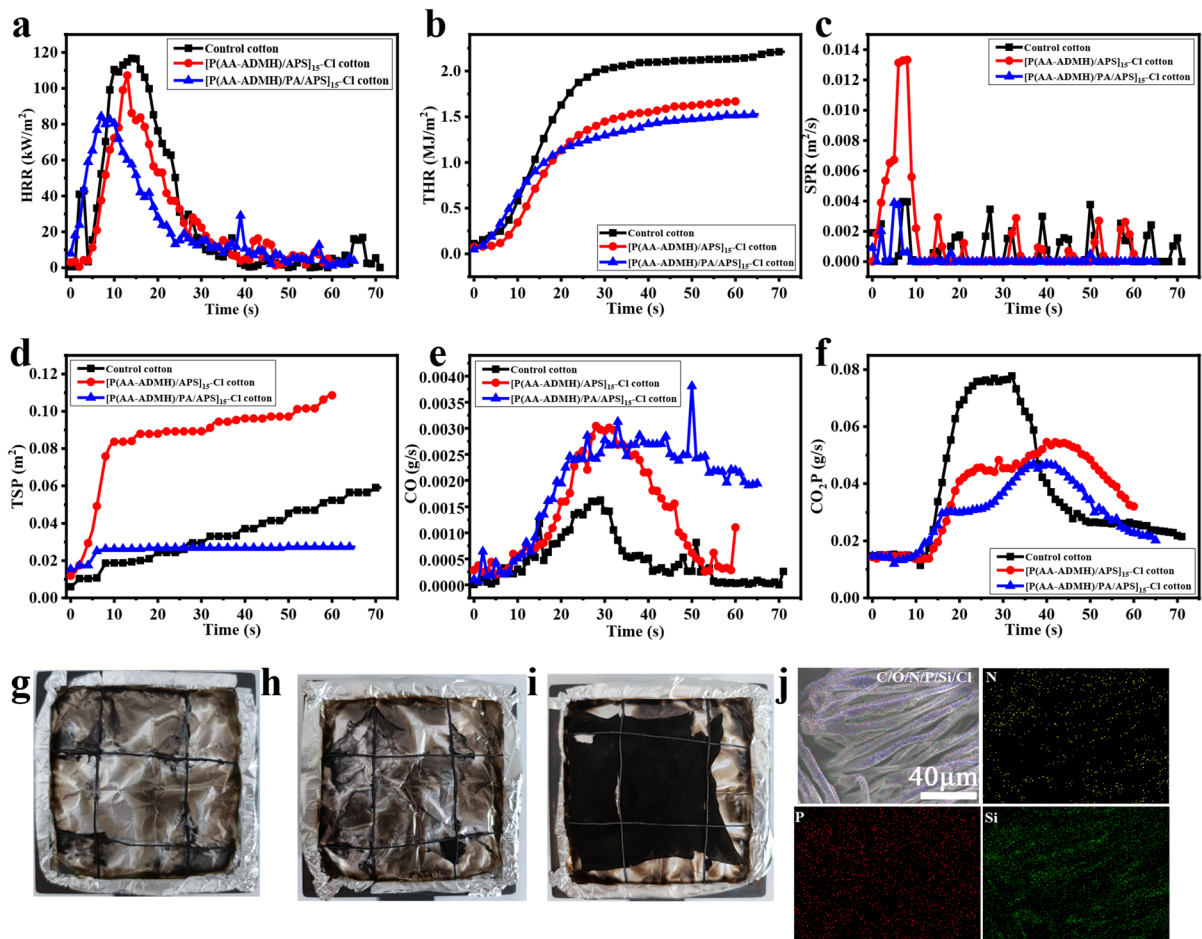 a
HRR (kW/m²)
120
100
80
60
40
20
0
Control cotton
[P(AA-ADMH)/APS]₁₅-Cl cotton
[P(AA-ADMH)/PA/APS]₁₅-Cl cotton
0 10 20 30 40 50 60 70
Time (s)
b
THR (MJ/m²)
2.0
1.5
1.0
0.5
0.0
Control cotton
[P(AA-ADMH)/APS]₁₅-Cl cotton
[P(AA-ADMH)/PA/APS]₁₅-Cl cotton
0 10 20 30 40 50 60 70
Time (s)
c
SPR (m²/s)
0.014
0.012
0.010
0.008
0.006
0.004
0.002
0.000
Control cotton
[P(AA-ADMH)/APS]₁₅-Cl cotton
[P(AA-ADMH)/PA/APS]₁₅-Cl cotton
0 10 20 30 40 50 60 70
Time (s)
d
TSP (m²)
0.12
0.10
0.08
0.06
0.04
0.02
0.00
Control cotton
[P(AA-ADMH)/APS]₁₅-Cl cotton
[P(AA-ADMH)/PA/APS]₁₅-Cl cotton
0 10 20 30 40 50 60 70
Time (s)
e
CO (g/s)
0.0040
0.0035
0.0030
0.0025
0.0020
0.0015
0.0010
0.0005
0.0000
Control cotton
[P(AA-ADMH)/APS]₁₅-Cl cotton
[P(AA-ADMH)/PA/APS]₁₅-Cl cotton
0 10 20 30 40 50 60 70
Time (s)
f
CO₂P (g/s)
0.08
0.06
0.04
0.02
0.00
Control cotton
[P(AA-ADMH)/APS]₁₅-Cl cotton
[P(AA-ADMH)/PA/APS]₁₅-Cl cotton
0 10 20 30 40 50 60 70
Time (s)
g
h
i
j
C/O/N/P/Si/Cl
40μm
N
P
Si